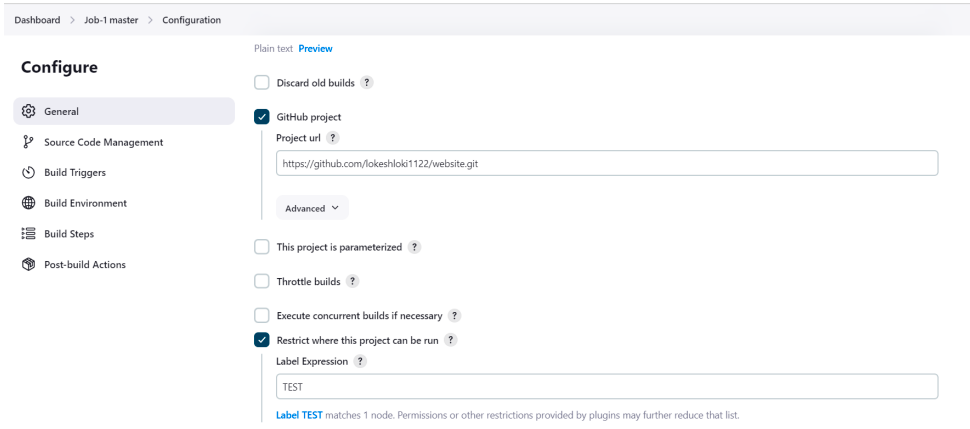 Dashboard > Job-1 master > Configuration
Configure
General
Source Code Management
Build Triggers
Build Environment
Build Steps
Post-build Actions
Plain text Preview
Discard old builds ?
GitHub project
Project url ?
https://github.com/lokeshloki1122/website.git
Advanced
This project is parameterized ?
Throttle builds ?
Execute concurrent builds if necessary ?
Restrict where this project can be run ?
Label Expression ?
TEST
Label TEST matches 1 node. Permissions or other restrictions provided by plugins may further reduce that list.